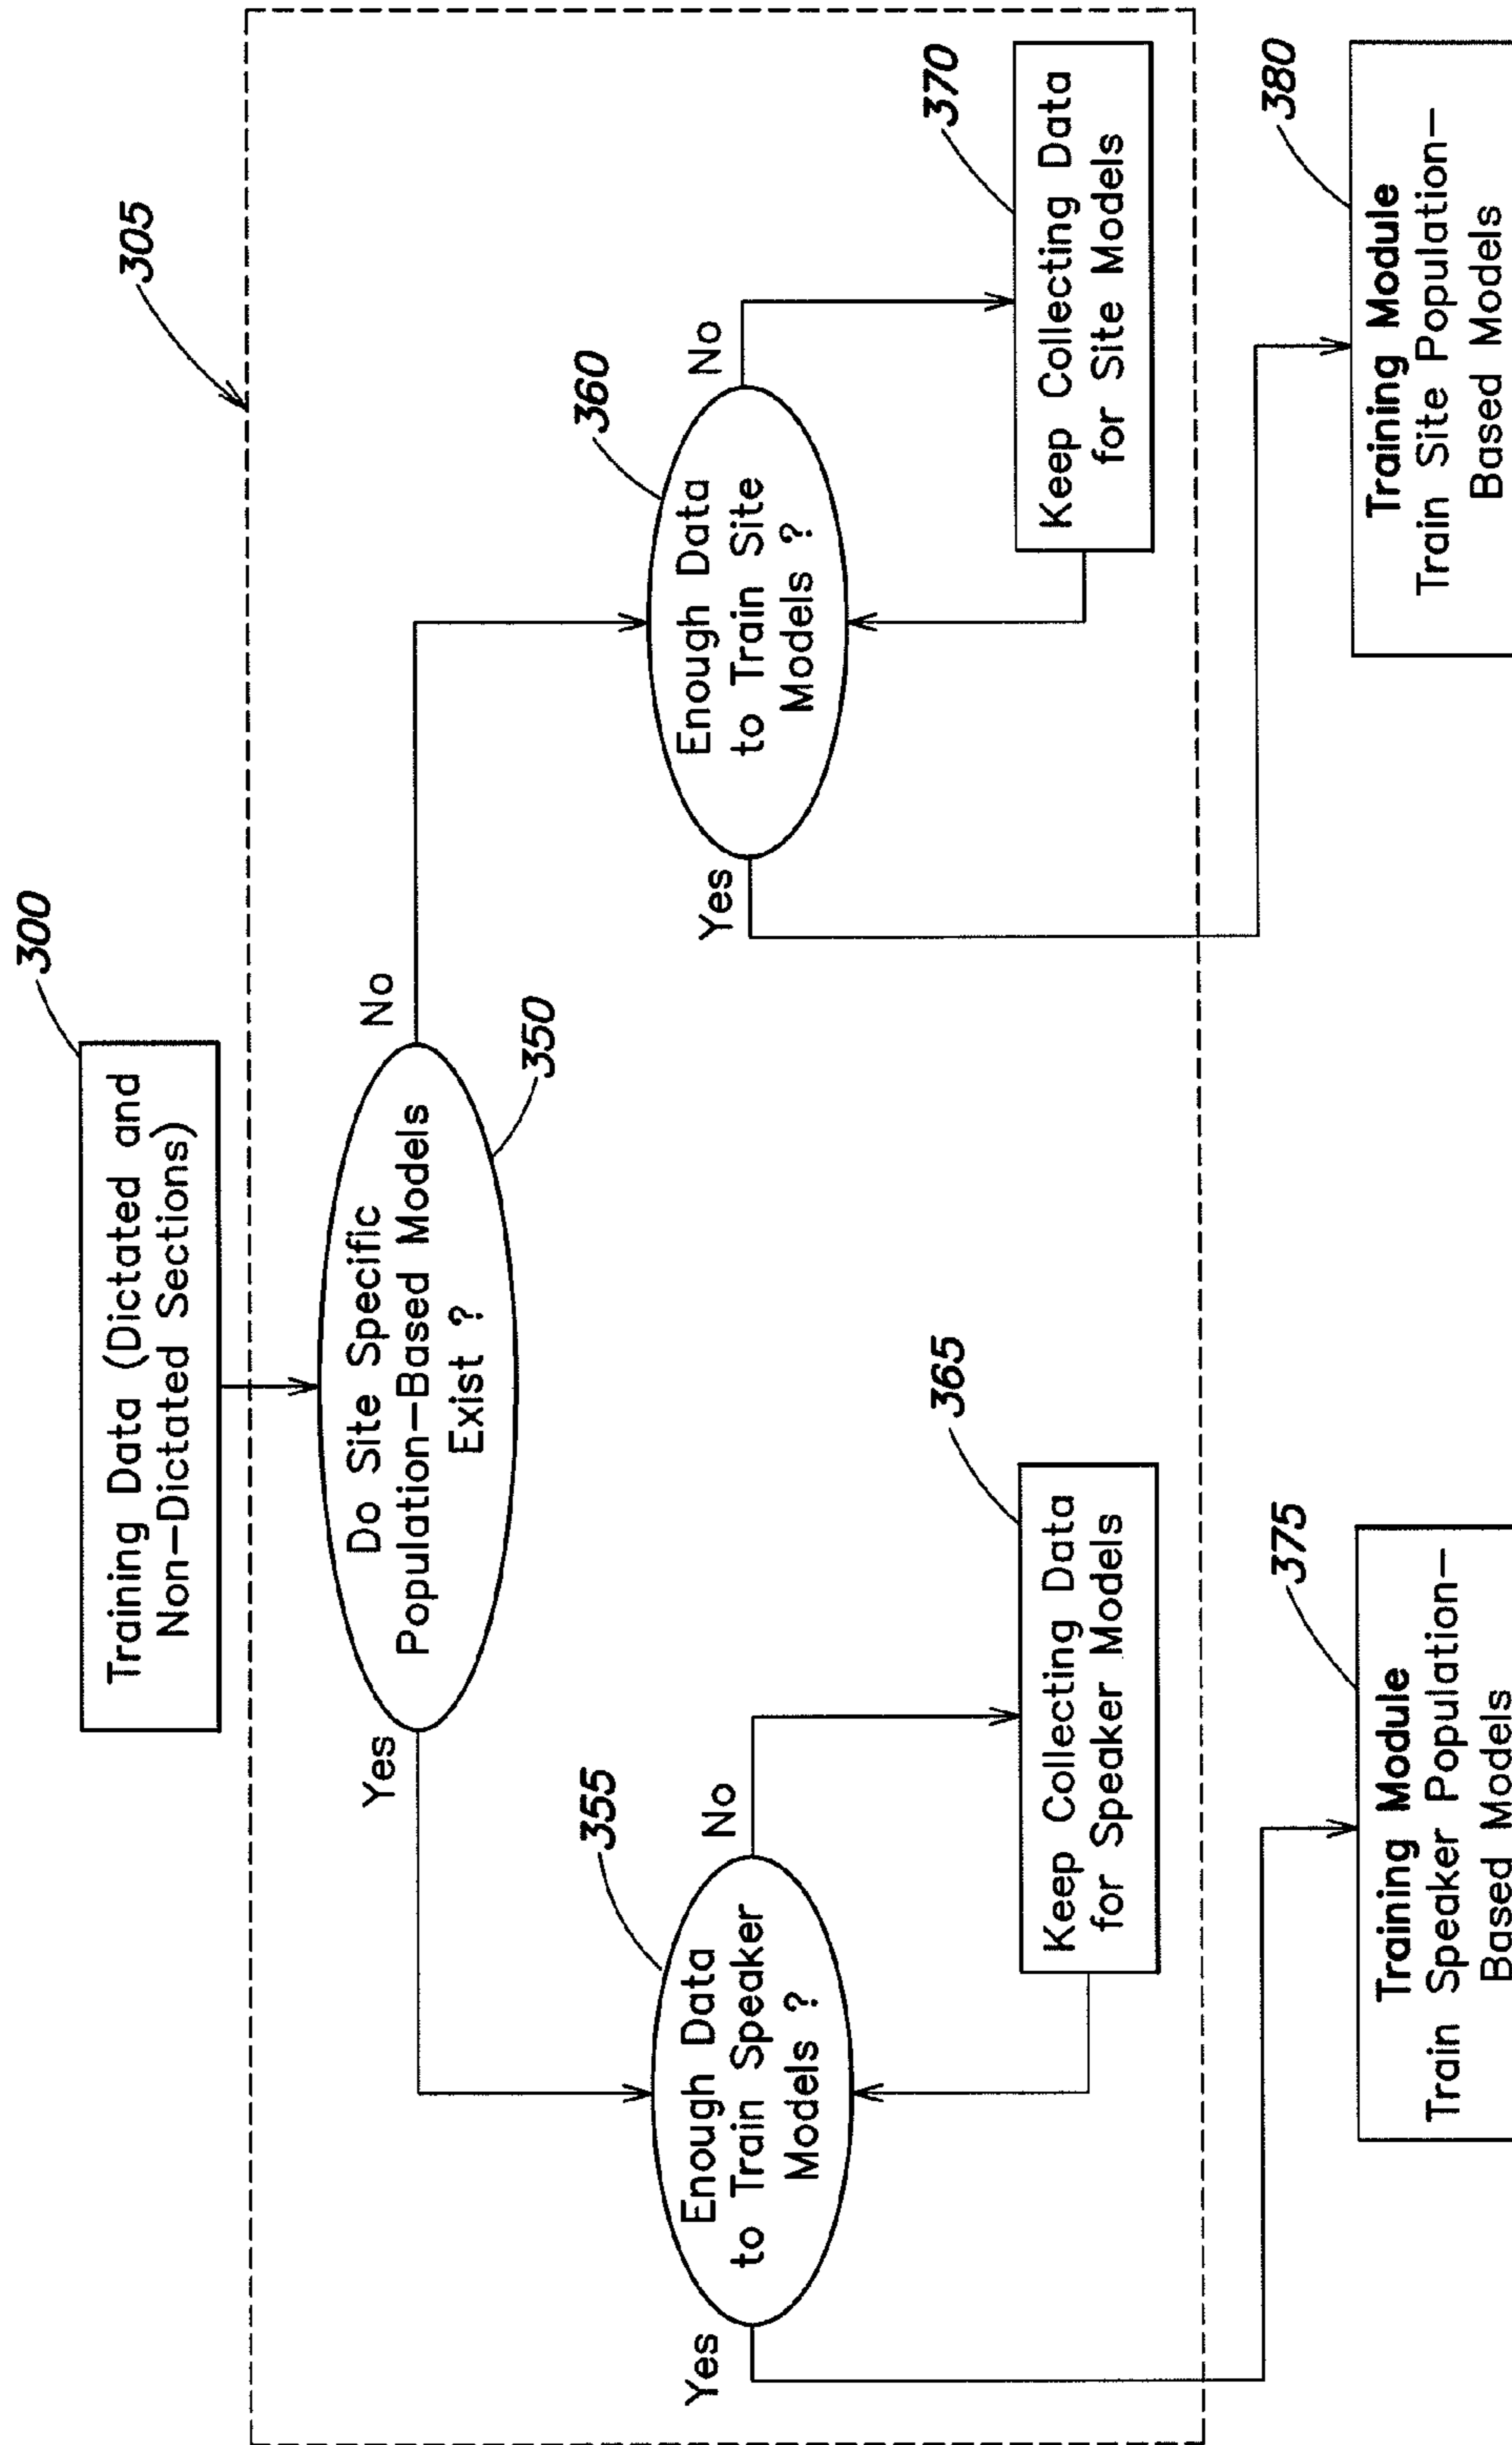 300
Training Data (Dictated and
Non-Dictated Sections)
305
Do Site Specific
Population-Based Models
Exist ?
350
Yes
No
355
Enough Data
to Train Speaker
Models ?
Yes
No
360
Enough Data
to Train Site
Models ?
Yes
No
365
Keep Collecting Data
for Speaker Models
370
Keep Collecting Data
for Site Models
375
Training Module
Train Speaker Population-
Based Models
380
Training Module
Train Site Population-
Based Models